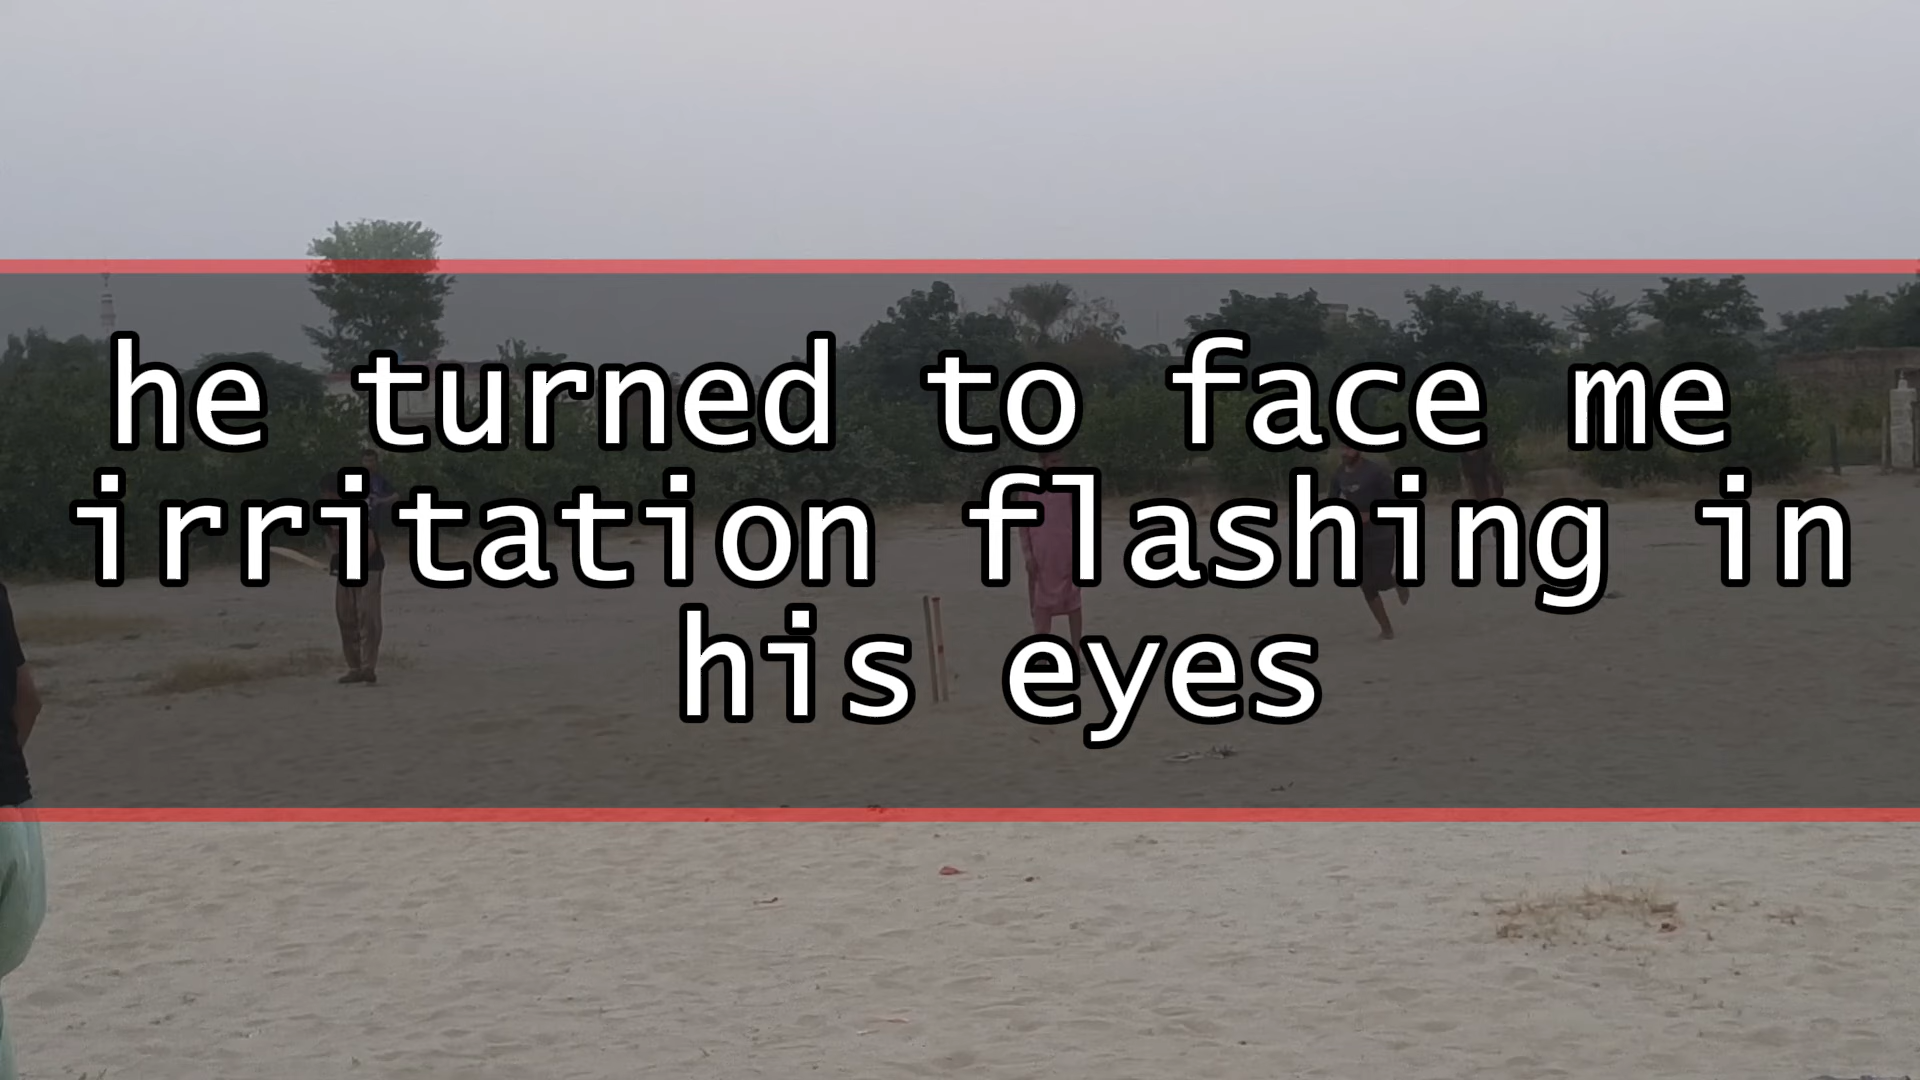 he turned to face me
irritation flashing in
his eyes